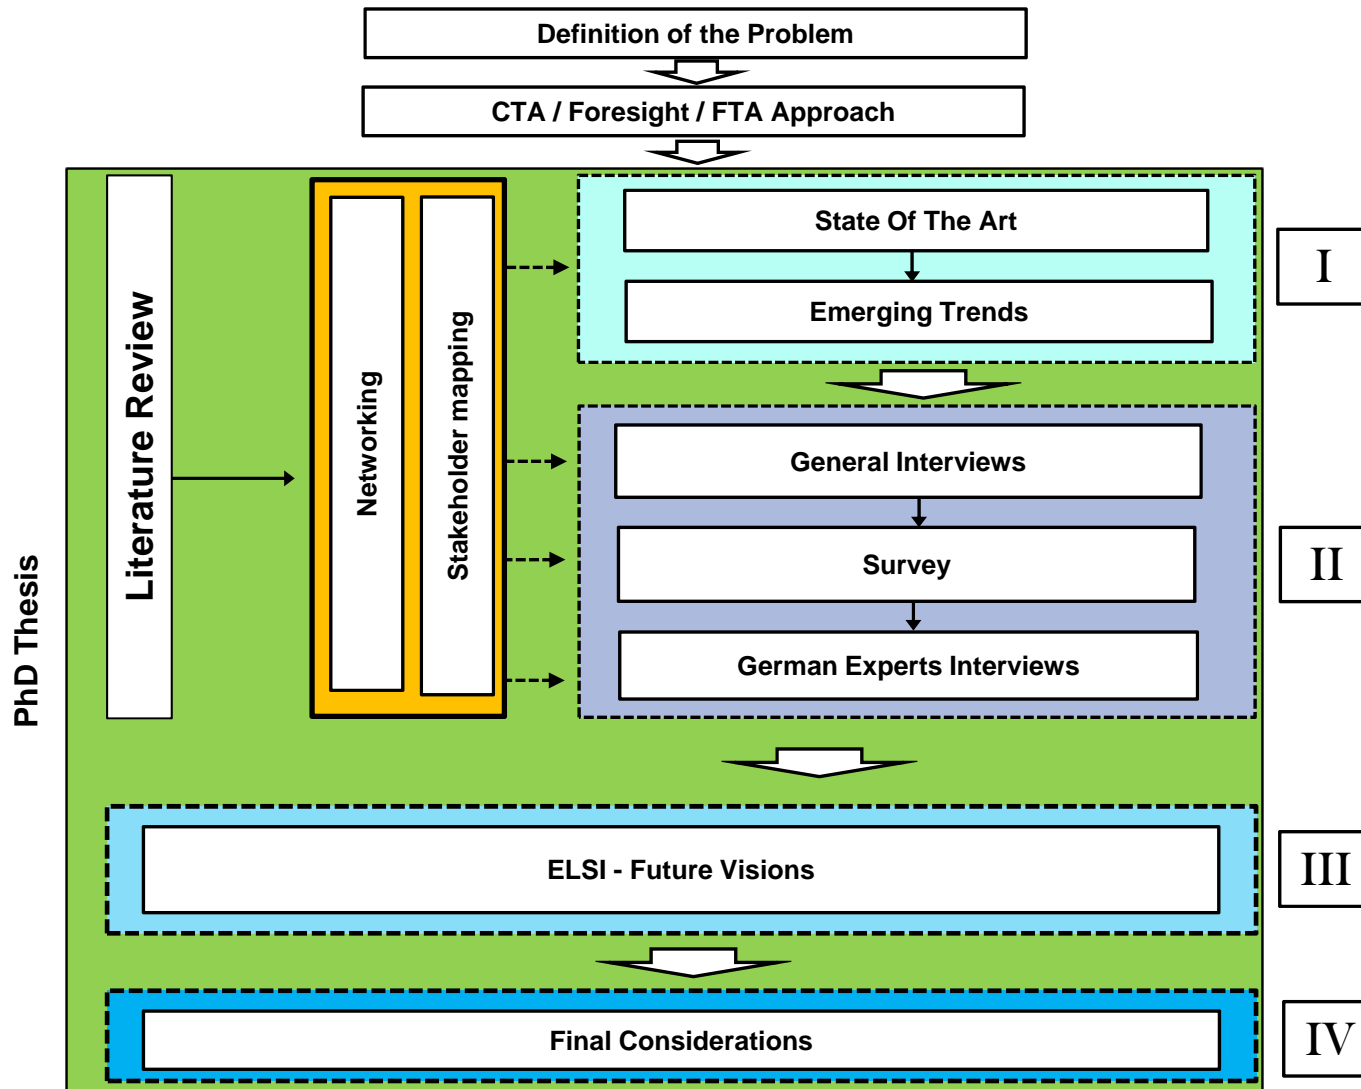 Definition of the Problem
CTA / Foresight / FTA Approach
PhD Thesis
Literature Review
Networking
Stakeholder mapping
State Of The Art
Emerging Trends
I
General Interviews
Survey
German Experts Interviews
II
ELSI - Future Visions
III
Final Considerations
IV